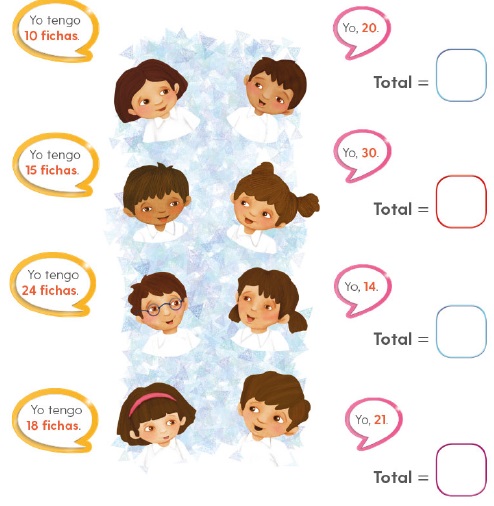 Yo tengo
10 fichas.
Yo, 20.
Total =
Yo tengo
15 fichas.
Yo, 30.
Total =
Yo tengo
24 fichas.
Yo, 14.
Total =
Yo tengo
18 fichas.
Yo, 21.
Total =